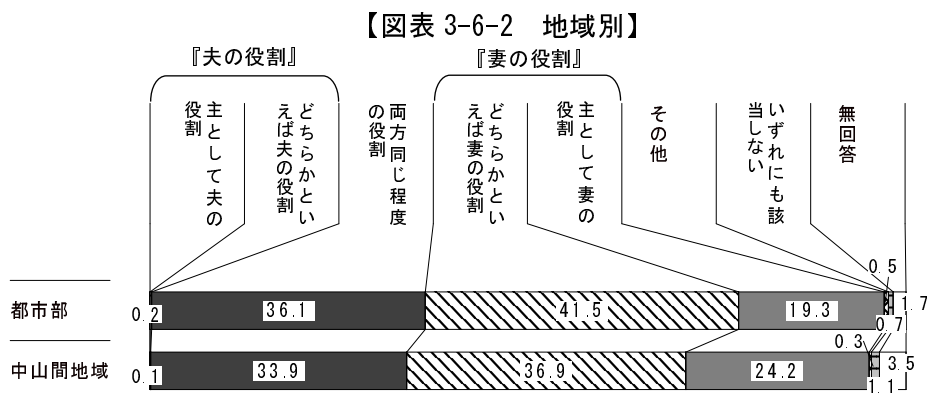 【図表 3-6-2　地域別】
『夫の役割』
『妻の役割』
主として夫の
役割
どちらかとい
えば夫の役割
両方同じ程度
の役割
どちらかとい
えば妻の役割
主として妻の
役割
その他
いずれにも該
当しない
無回答
都市部
0.2
36.1
41.5
19.3
0.5
0.7
1.7
中山間地域
0.1
33.9
36.9
24.2
0.3
1.1
3.5